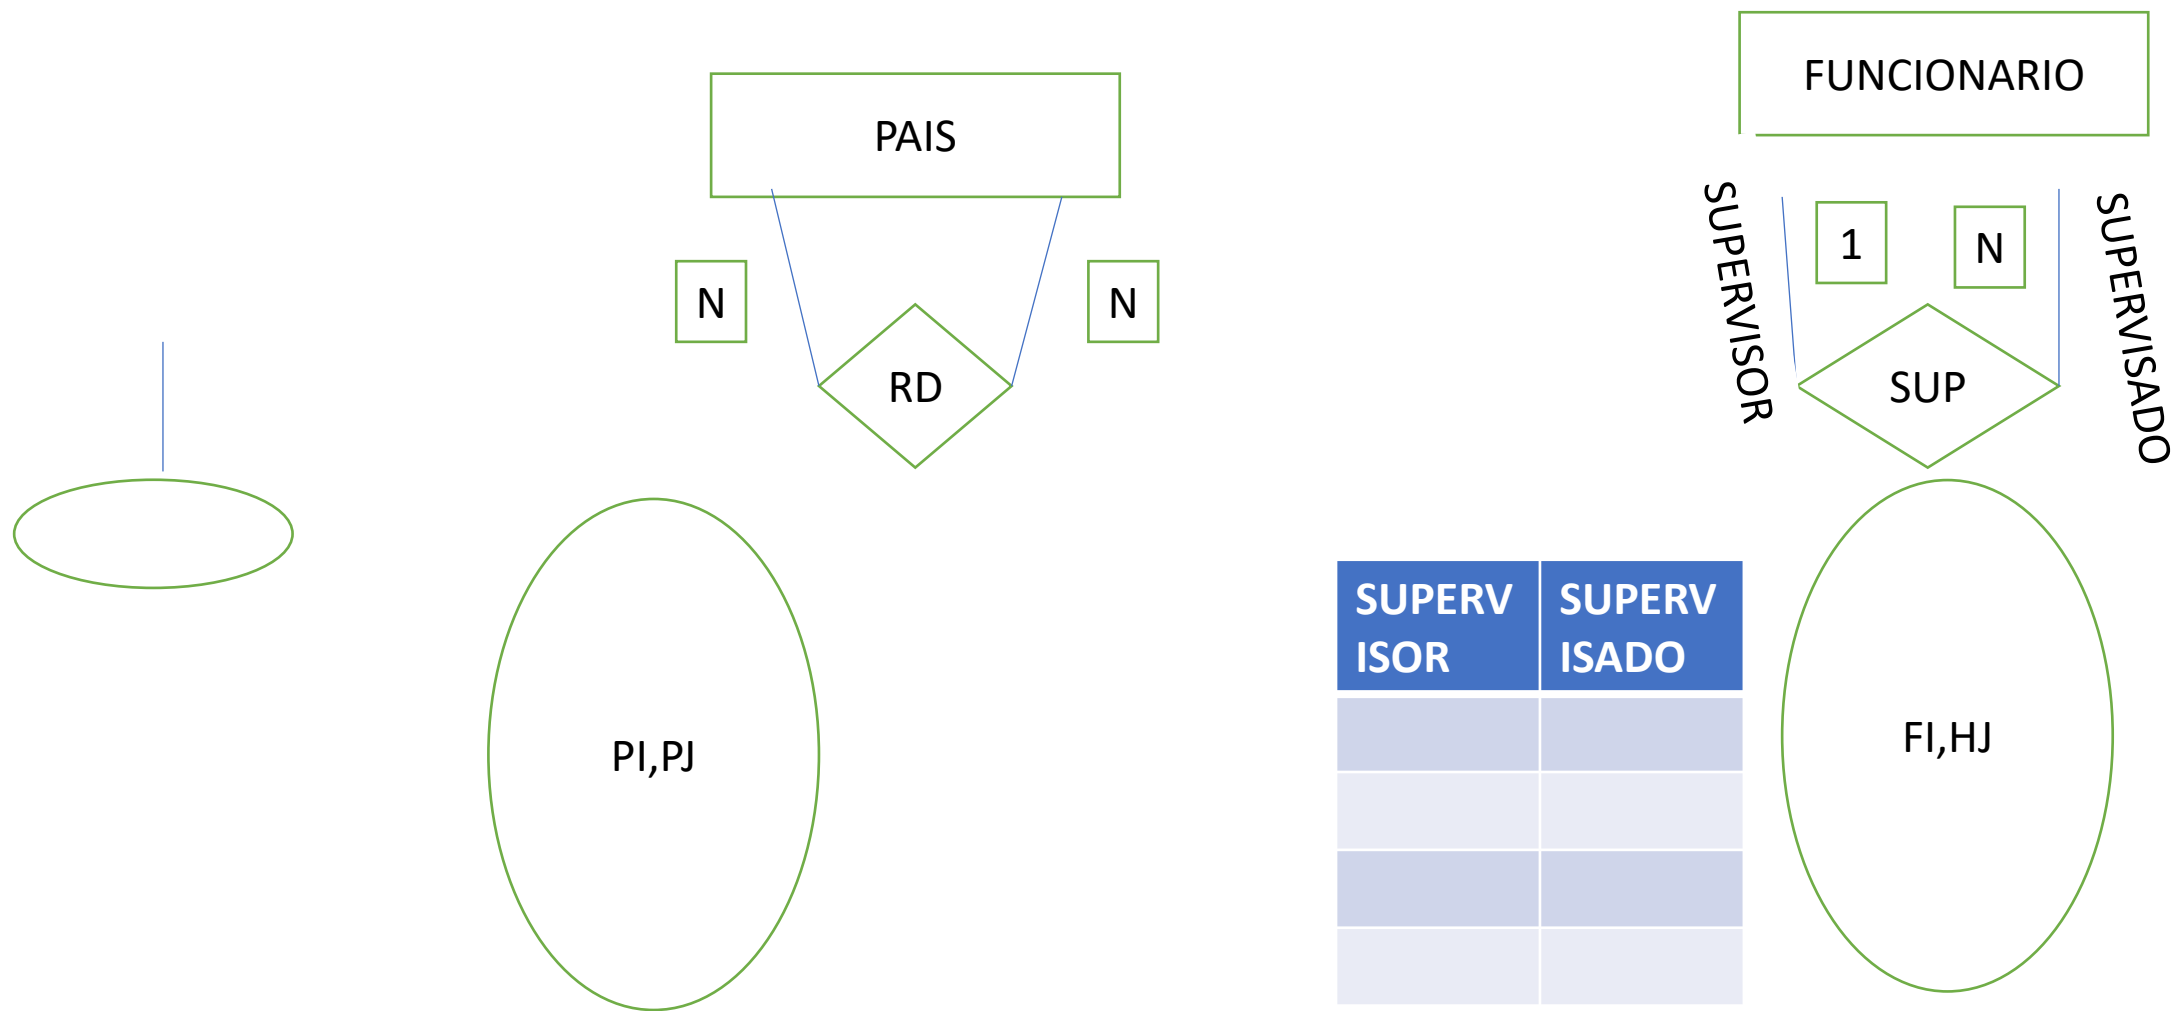 FUNCIONARIO
PAIS
SUPERVISOR
1
N
SUPERVISADO
N
N
RD
SUP
SUPERV
ISOR
SUPERV
ISADO
PI,PJ
FI,HJ